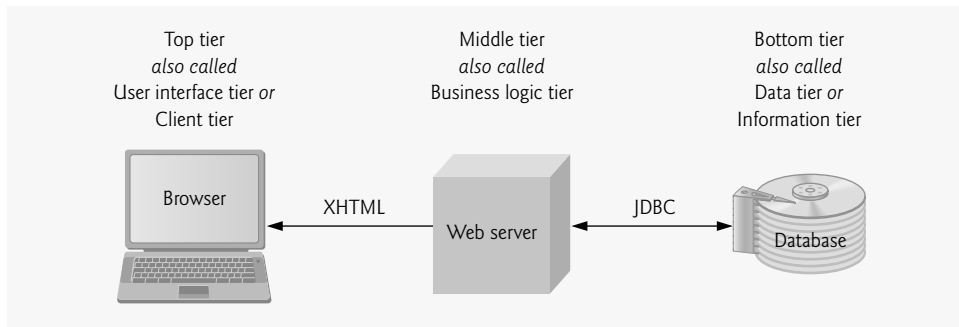 Top tier
also called
User interface tier or
Client tier
Middle tier
also called
Business logic tier
Bottom tier
also called
Data tier or
Information tier
Browser
XHTML
Web server
JDBC
Database